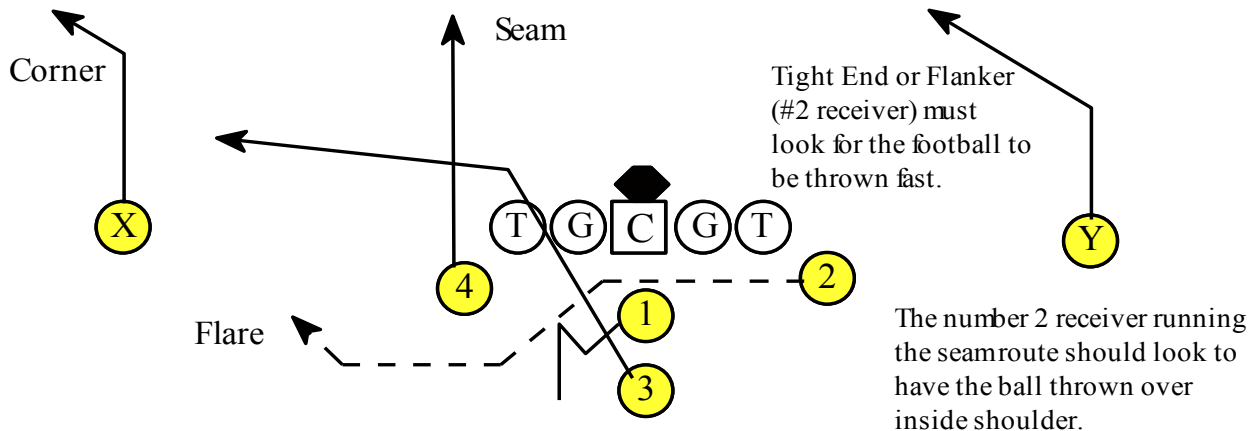 Seam
Corner
Tight End or Flanker
(#2 receiver) must
look for the football to
be thrown fast.
X
T G C G T
Y
4
2
1
Flare
3
The number 2 receiver running
the seamroute should look to
have the ball thrown over
inside shoulder.